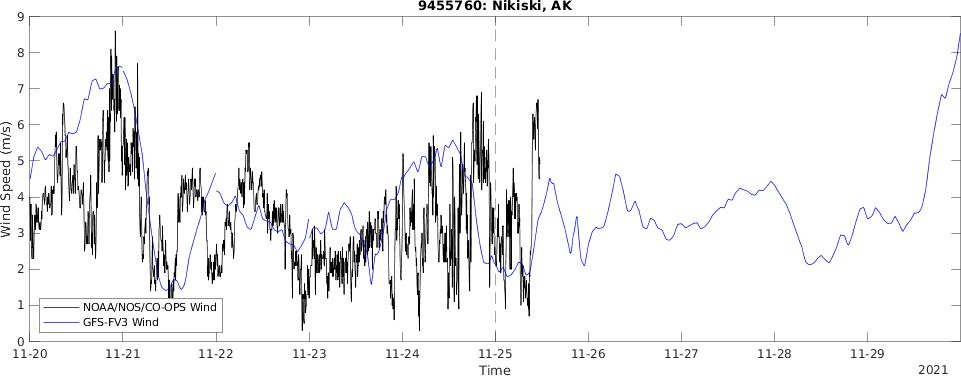 9455760: Nikiski, AK
Wind Speed (m/s)
9
8
7
6
5
4
3
2
1
0
NOAA/NOS/CO-OPS Wind
GFS-FV3 Wind
11-20 11-21 11-22 11-23 11-24 11-25 11-26 11-27 11-28 11-29
Time
2021